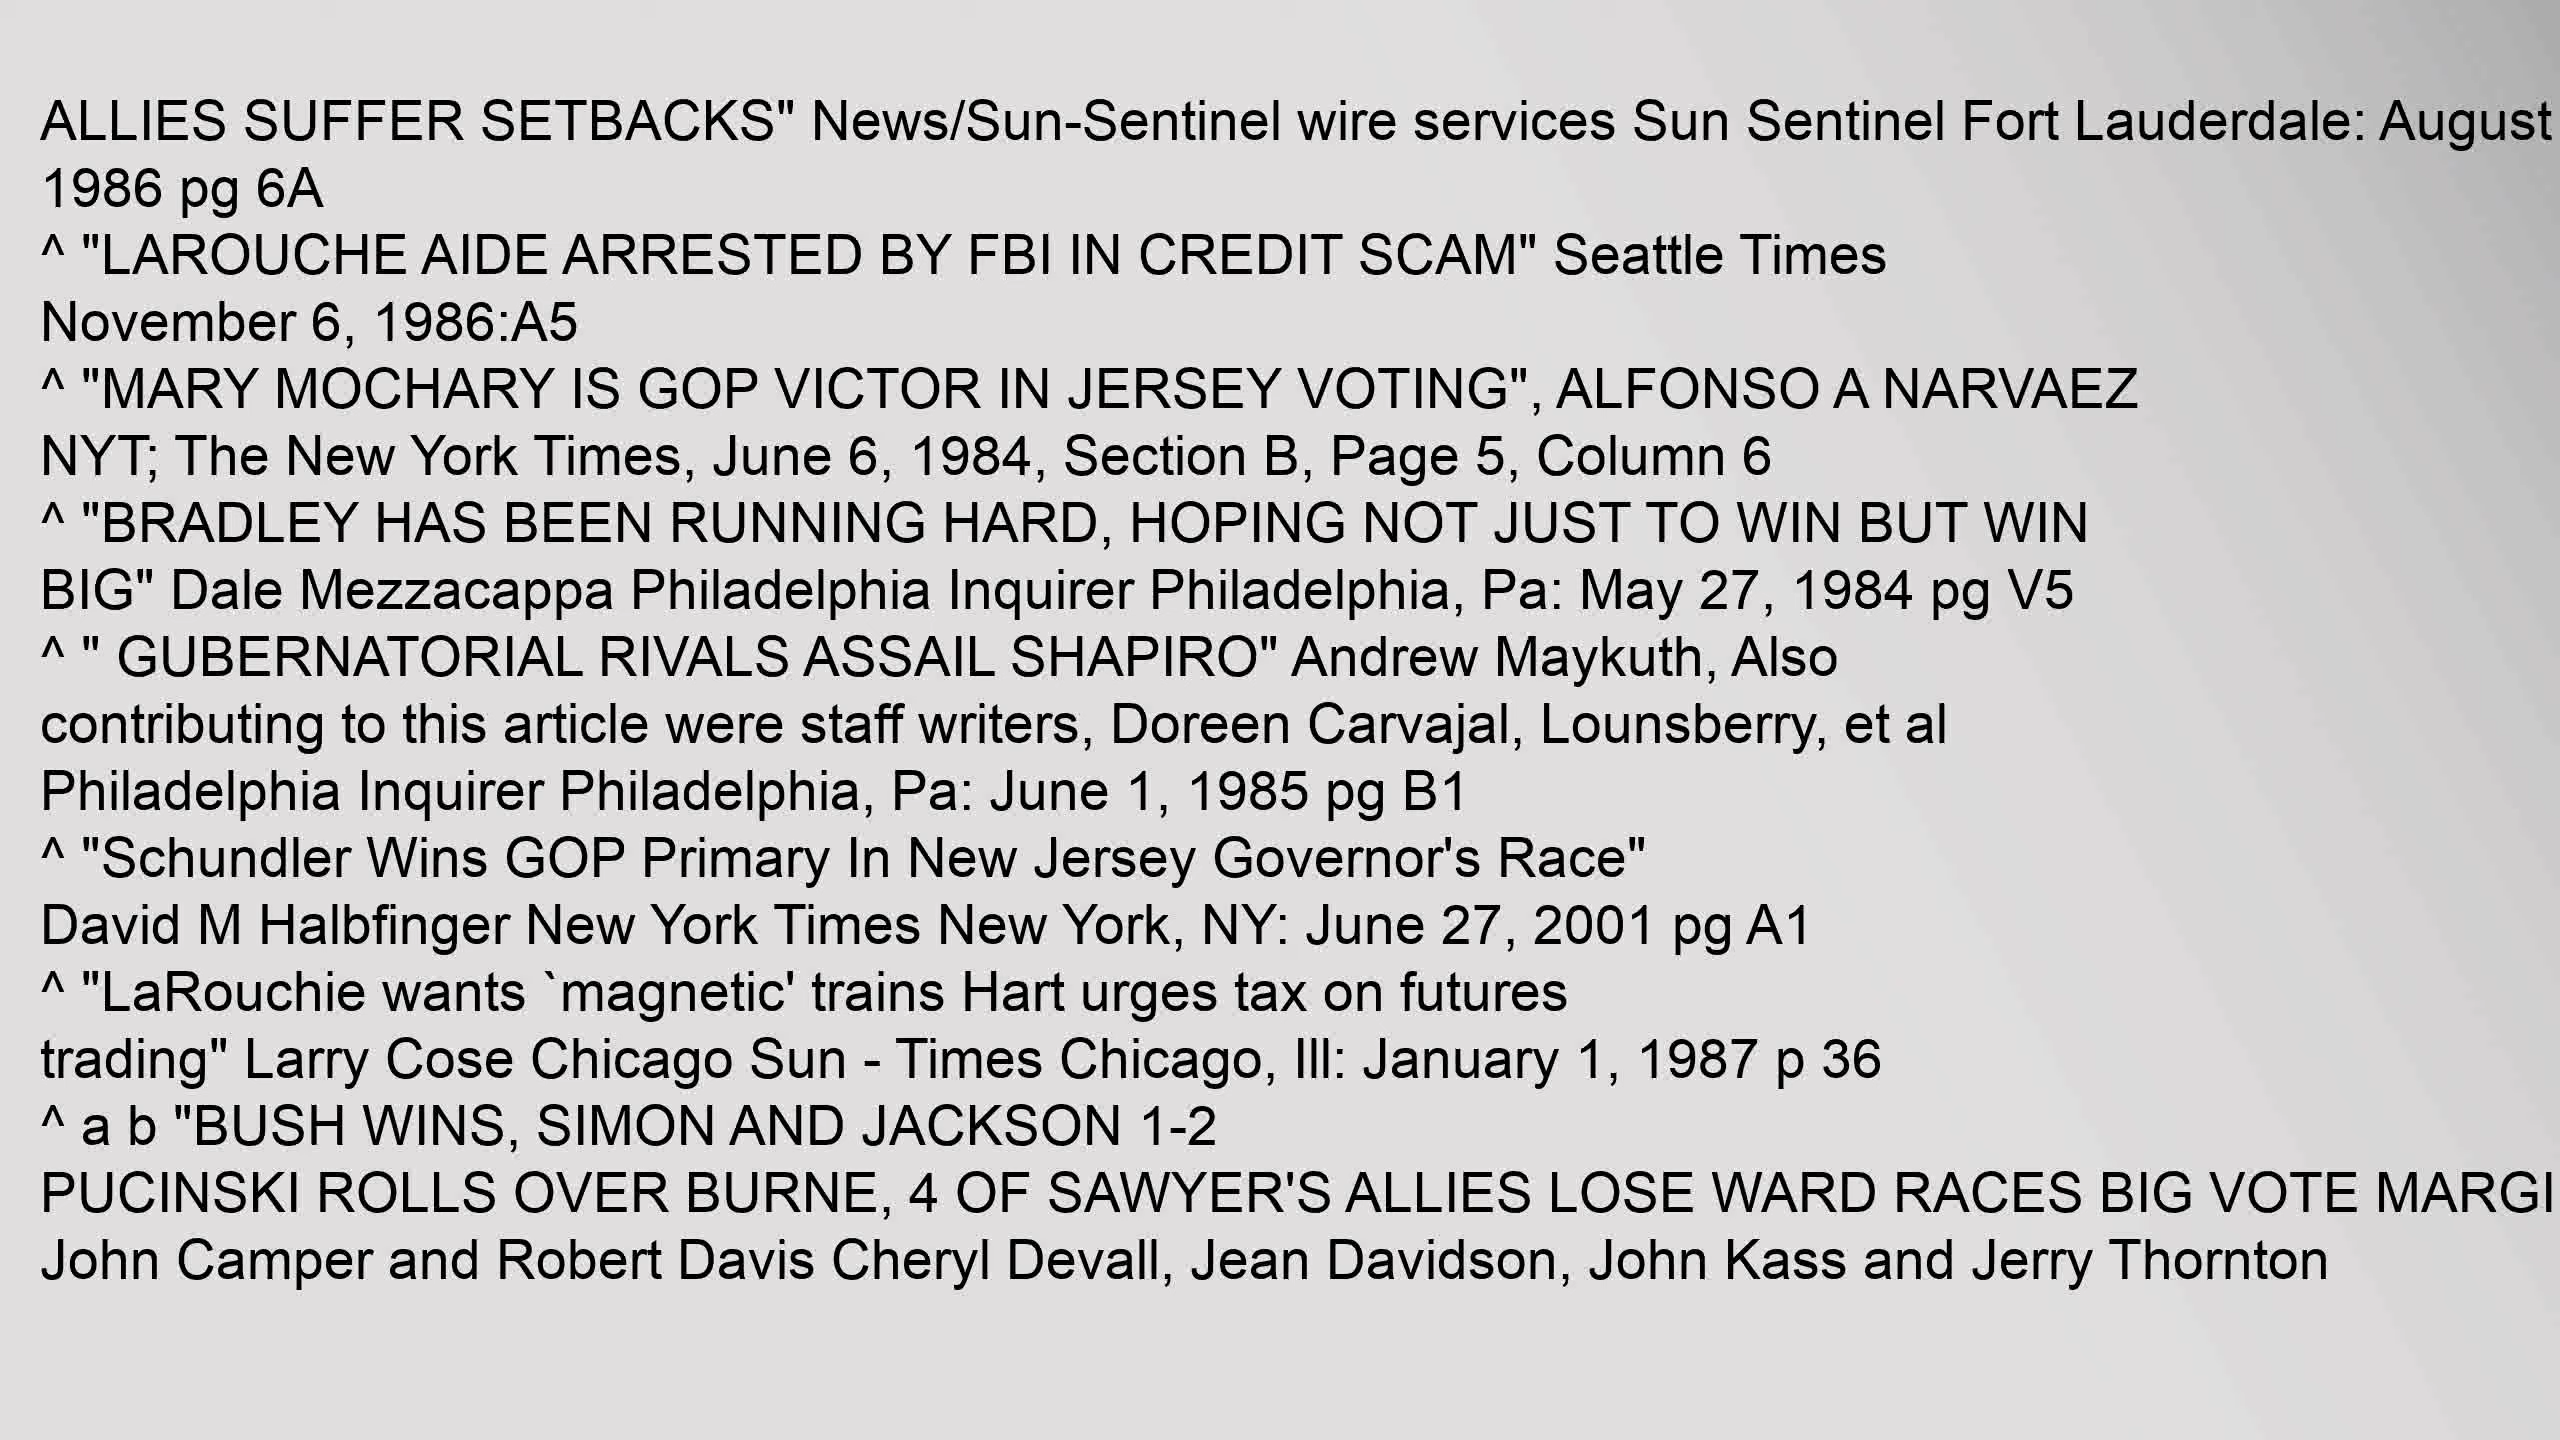 ALLIES SUFFER SETBACKS" News/Sun-Sentinel wire services Sun Sentinel Fort Lauderdale: August
1986 pg 6A
^ "LAROUCHE AIDE ARRESTED BY FBI IN CREDIT SCAM" Seattle Times
November 6, 1986:A5
^ "MARY MOCHARY IS GOP VICTOR IN JERSEY VOTING", ALFONSO A NARVAEZ
NYT; The New York Times, June 6, 1984, Section B, Page 5, Column 6
^ "BRADLEY HAS BEEN RUNNING HARD, HOPING NOT JUST TO WIN BUT WIN
BIG" Dale Mezzacappa Philadelphia Inquirer Philadelphia, Pa: May 27, 1984 pg V5
^ " GUBERNATORIAL RIVALS ASSAIL SHAPIRO" Andrew Maykuth, Also
contributing to this article were staff writers, Doreen Carvajal, Lounsberry, et al
Philadelphia Inquirer Philadelphia, Pa: June 1, 1985 pg B1
^ "Schundler Wins GOP Primary In New Jersey Governor's Race"
David M Halbfinger New York Times New York, NY: June 27, 2001 pg A1
^ "LaRouchie wants `magnetic' trains Hart urges tax on futures
trading" Larry Cose Chicago Sun - Times Chicago, Ill: January 1, 1987 p 36
^ a b "BUSH WINS, SIMON AND JACKSON 1-2
PUCINSKI ROLLS OVER BURNE, 4 OF SAWYER'S ALLIES LOSE WARD RACES BIG VOTE MARGI
John Camper and Robert Davis Cheryl Devall, Jean Davidson, John Kass and Jerry Thornton